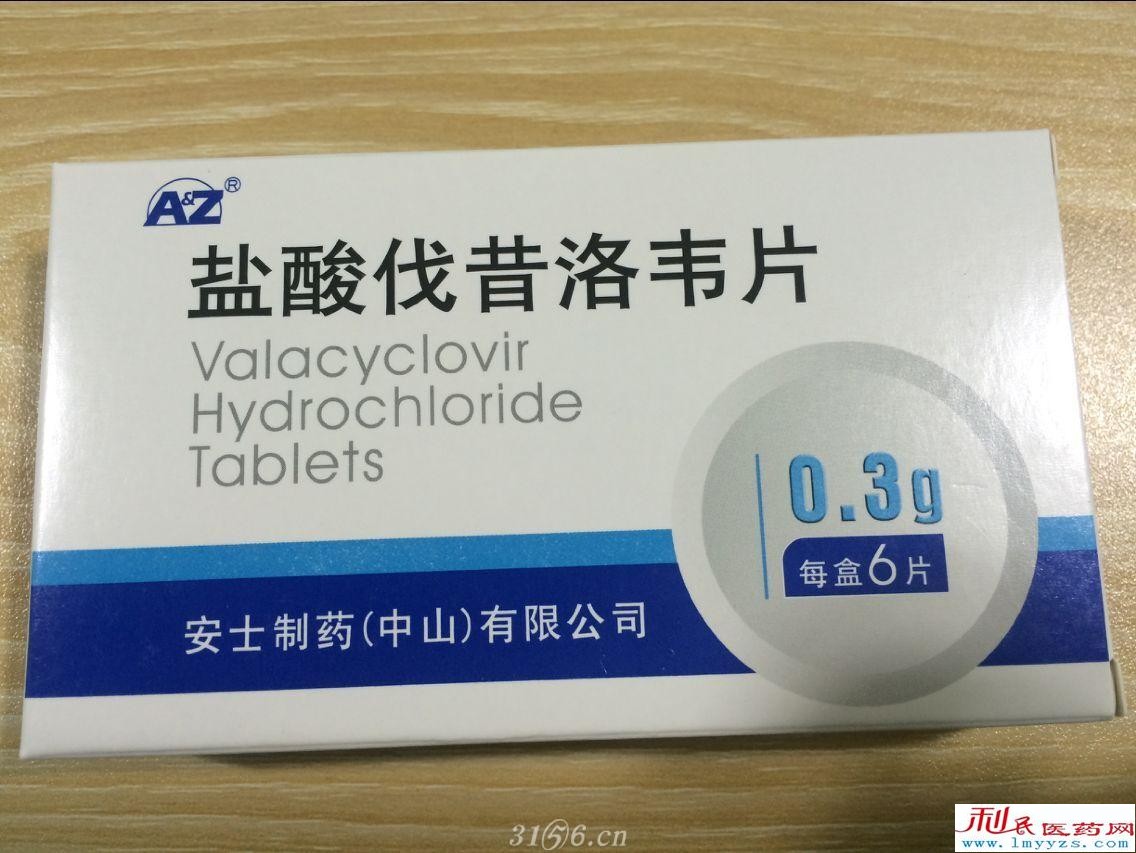 A&Z®
盐酸伐昔洛韦片
Valacyclovir
Hydrochloride
Tablets
0.3g
每盒6片
安士制药(中山)有限公司
3156.cn
利民医药网
www.lmyyzs.com